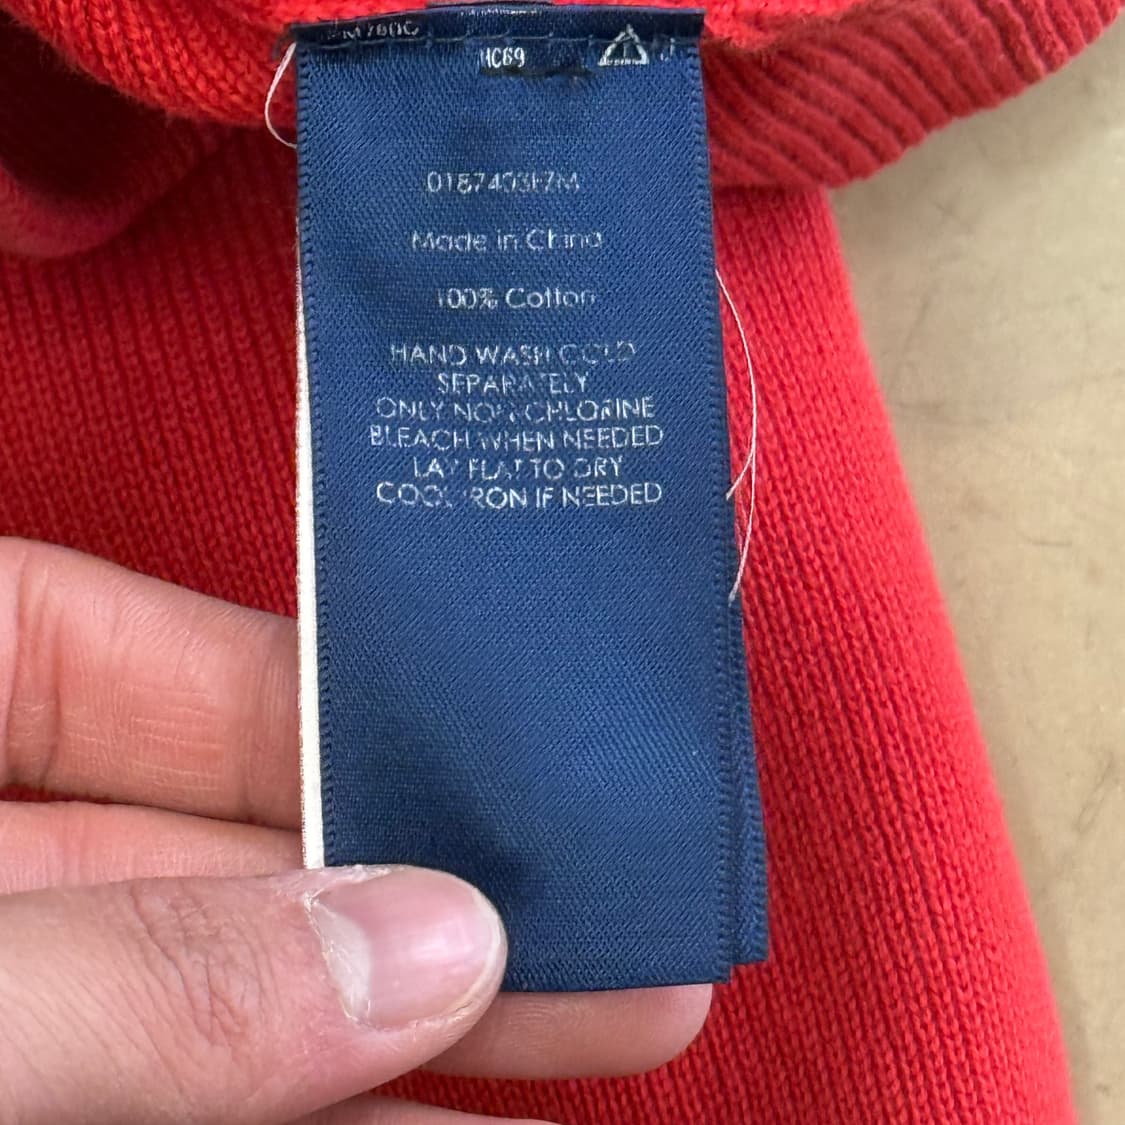 HC69
Made in China
100% Cotton
HAND WASH COLD
SEPARATELY
ONLY NON-CHLORINE
BLEACH WHEN NEEDED
LAY FLAT TO DRY
COOL IRON IF NEEDED